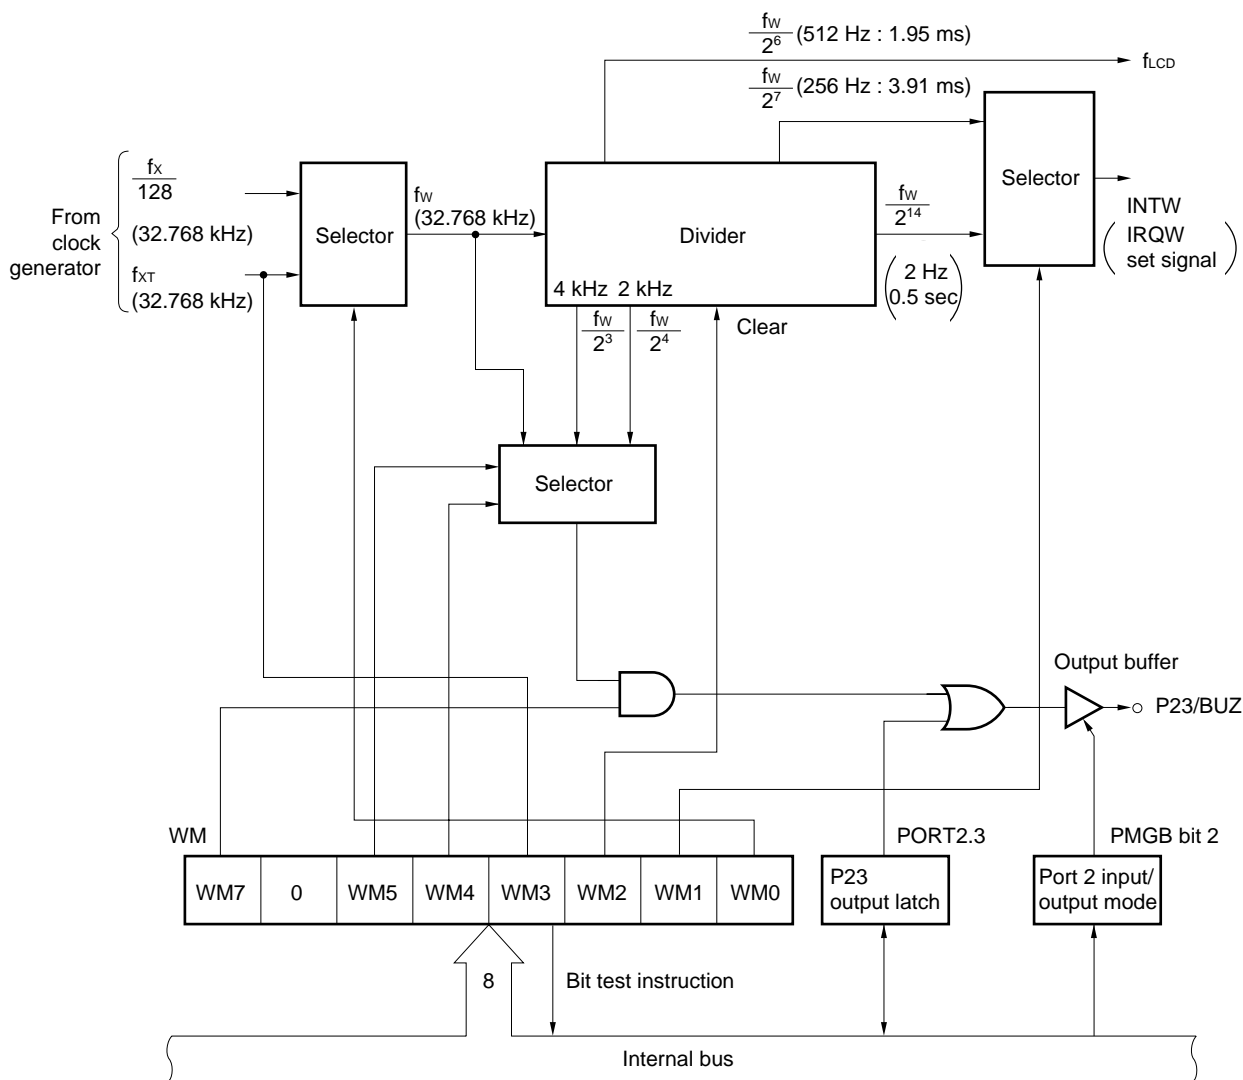 fW/2^6 (512 Hz : 1.95 ms)
fLCD
fW/2^7 (256 Hz : 3.91 ms)
From
clock
generator
fX/128
(32.768 kHz)
fXT
(32.768 kHz)
Selector
fW
(32.768 kHz)
Divider
4 kHz 2 kHz
fW/2^14
(2 Hz
0.5 sec)
Selector
INTW
(IRQW
set signal)
fW/2^3
fW/2^4
Clear
Selector
Output buffer
P23/BUZ
WM
PORT2.3
PMGB bit 2
WM7 0 WM5 WM4 WM3 WM2 WM1 WM0
P23
output latch
Port 2 input/
output mode
8
Bit test instruction
Internal bus